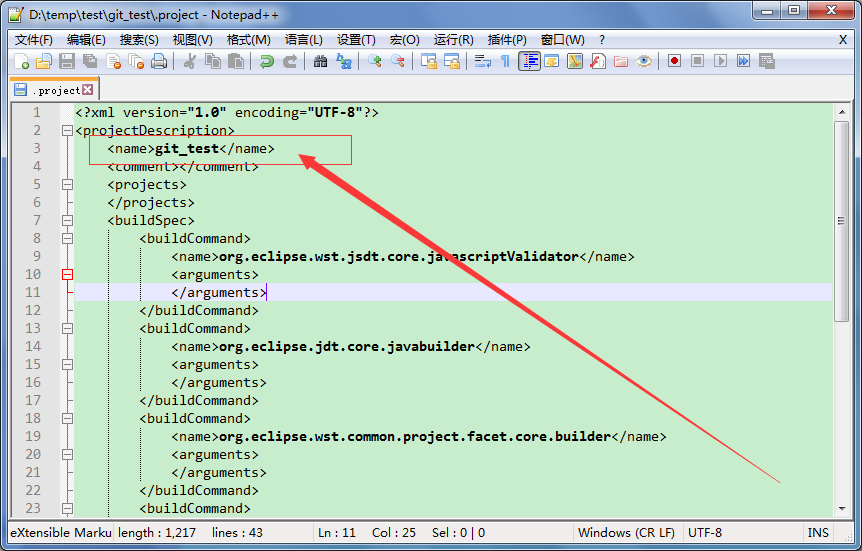 D:\temp\test\git_test\.project - Notepad++
文件(F) 编辑(E) 搜索(S) 视图(V) 格式(M) 语言(L) 设置(T) 宏(O) 运行(R) 插件(P) 窗口(W) ? X
.project
1 <?xml version="1.0" encoding="UTF-8"?>
2 <projectDescription>
3 <name>git_test</name>
4 <comment></comment>
5 <projects>
6 </projects>
7 <buildSpec>
8 <buildCommand>
9 <name>org.eclipse.wst.jsdt.core.javascriptValidator</name>
10 <arguments>
11 </arguments>
12 </buildCommand>
13 <buildCommand>
14 <name>org.eclipse.jdt.core.javabuilder</name>
15 <arguments>
16 </arguments>
17 </buildCommand>
18 <buildCommand>
19 <name>org.eclipse.wst.common.project.facet.core.builder</name>
20 <arguments>
21 </arguments>
22 </buildCommand>
23 <buildCommand>
eXtensible Marku length : 1,217 lines : 43 Ln : 11 Col : 25 Sel : 0 | 0 Windows (CR LF) UTF-8 INS